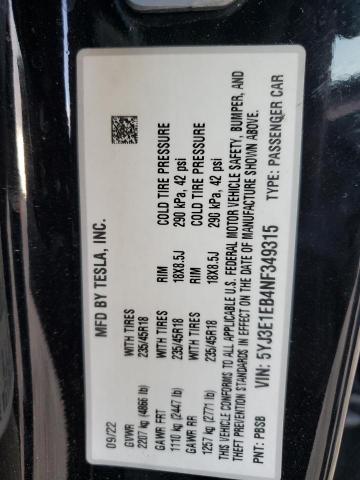 MFD BY TESLA, INC.
09/22
GVWR
2207 kg (4866 lb)
WITH TIRES
235/45R18
RIM
18X8.5J
COLD TIRE PRESSURE
290 kPa, 42 psi
GAWR FRT
1110 kg (2447 lb)
WITH TIRES
235/45R18
RIM
18X8.5J
COLD TIRE PRESSURE
290 kPa, 42 psi
GAWR RR
1257 kg (2771 lb)
THIS VEHICLE CONFORMS TO ALL APPLICABLE U.S. FEDERAL MOTOR VEHICLE SAFETY, BUMPER, AND
THEFT PREVENTION STANDARDS IN EFFECT ON THE DATE OF MANUFACTURE SHOWN ABOVE.
VIN: 5YJ3E1EB4NF349315
TYPE: PASSENGER CAR
PNT: PBSB